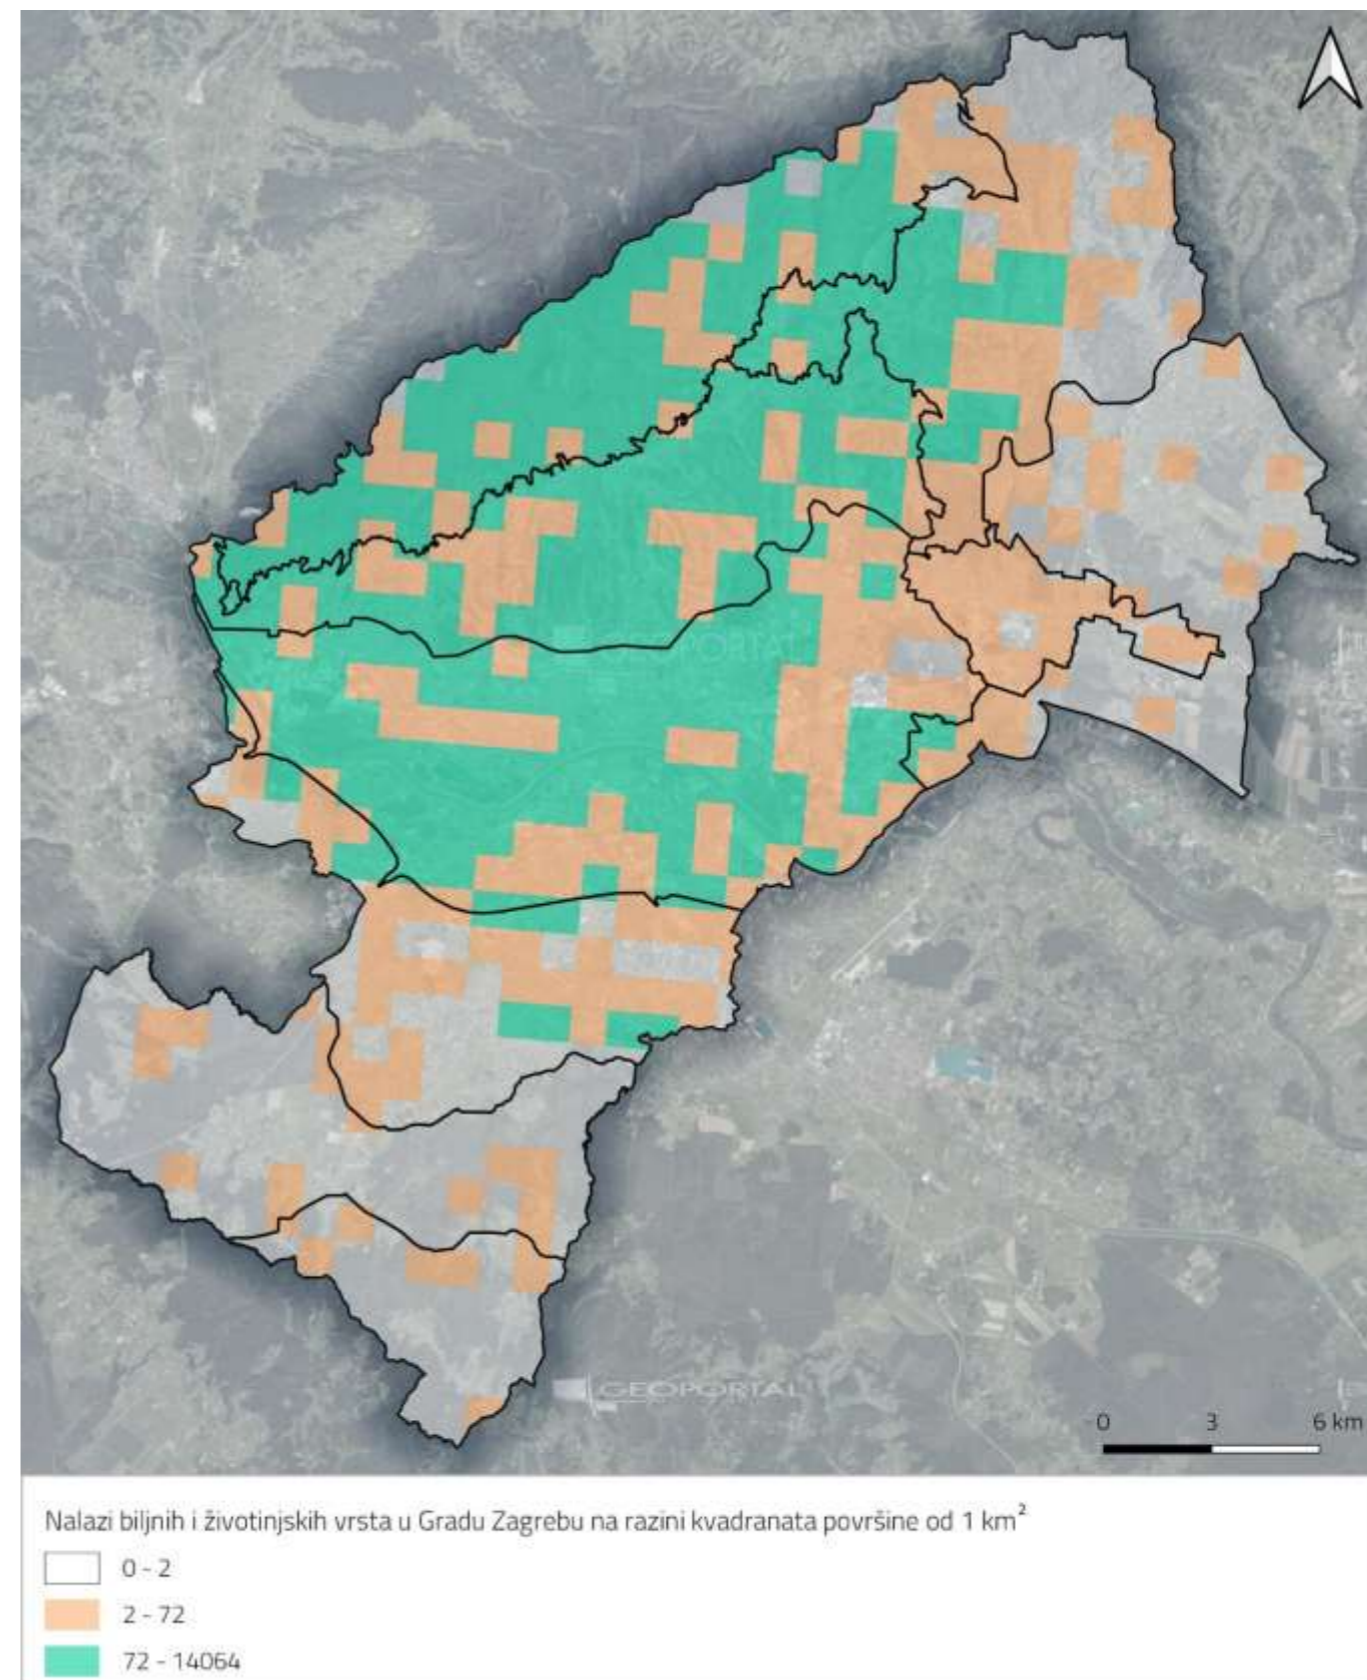 GEOPORTAL
GEOPORTAL
0 3 6 km
Nalazi biljnih i životinjskih vrsta u Gradu Zagrebu na razini kvadranata površine od 1 km²
0 - 2
2 - 72
72 - 14064